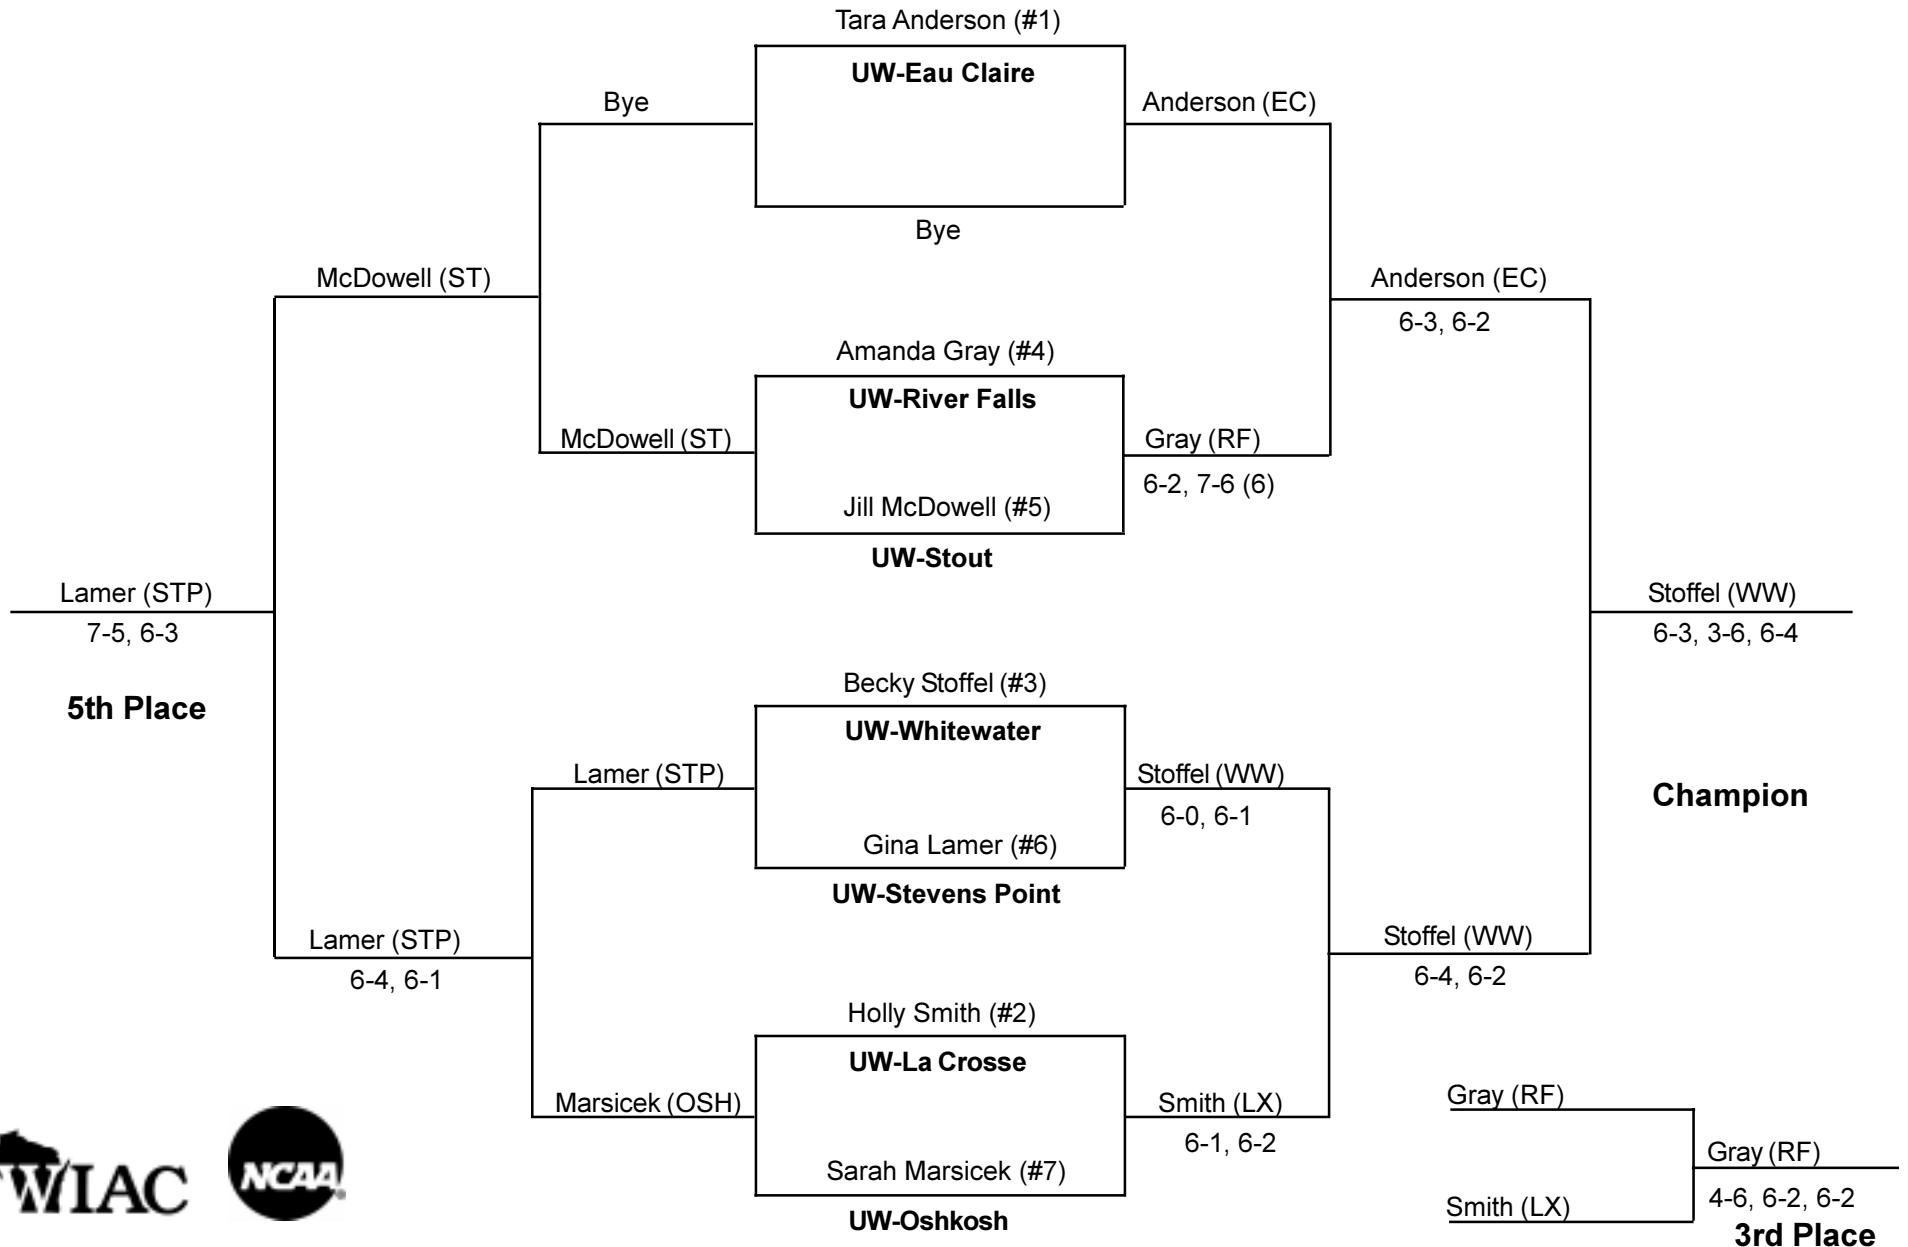 Tara Anderson (#1)
UW-Eau Claire
Bye
Anderson (EC)
Bye
McDowell (ST)
Anderson (EC)
6-3, 6-2
Amanda Gray (#4)
UW-River Falls
McDowell (ST)
Gray (RF)
6-2, 7-6 (6)
Jill McDowell (#5)
UW-Stout
Lamer (STP)
7-5, 6-3
Stoffel (WW)
6-3, 3-6, 6-4
5th Place
Becky Stoffel (#3)
UW-Whitewater
Lamer (STP)
Stoffel (WW)
6-0, 6-1
Champion
Gina Lamer (#6)
UW-Stevens Point
Lamer (STP)
6-4, 6-1
Stoffel (WW)
6-4, 6-2
Holly Smith (#2)
UW-La Crosse
Marsicek (OSH)
Smith (LX)
6-1, 6-2
Sarah Marsicek (#7)
UW-Oshkosh
Gray (RF)
Gray (RF)
4-6, 6-2, 6-2
Smith (LX)
3rd Place
WIAC
NCAA